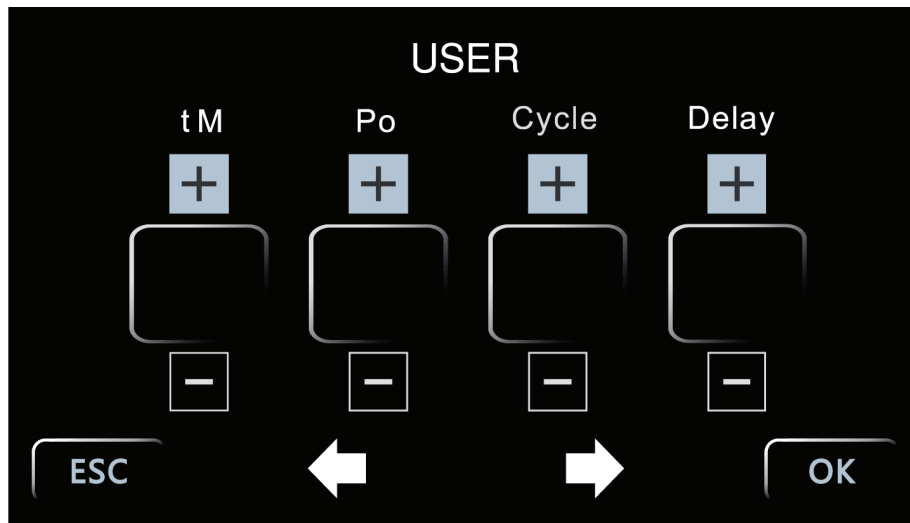 USER
t M Po Cycle Delay
+ + + +
- - - -
ESC OK